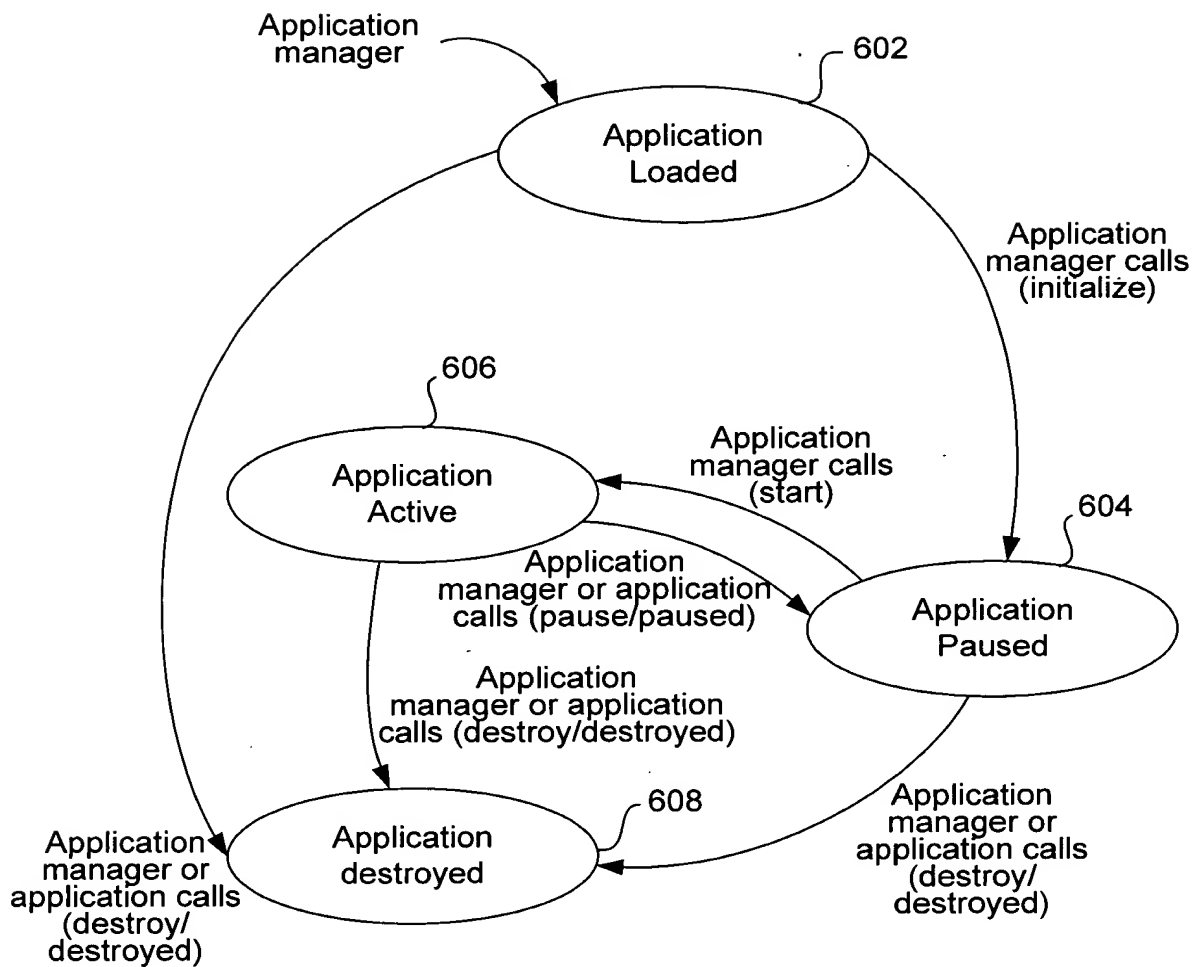 Application
manager
602
Application
Loaded
Application
manager calls
(initialize)
606
Application
Active
Application
manager calls
(start)
604
Application
Paused
Application
manager or application
calls (pause/paused)
Application
manager or application
calls (destroy/destroyed)
608
Application
destroyed
Application
manager or
application calls
(destroy/
destroyed)
Application
manager or
application calls
(destroy/
destroyed)